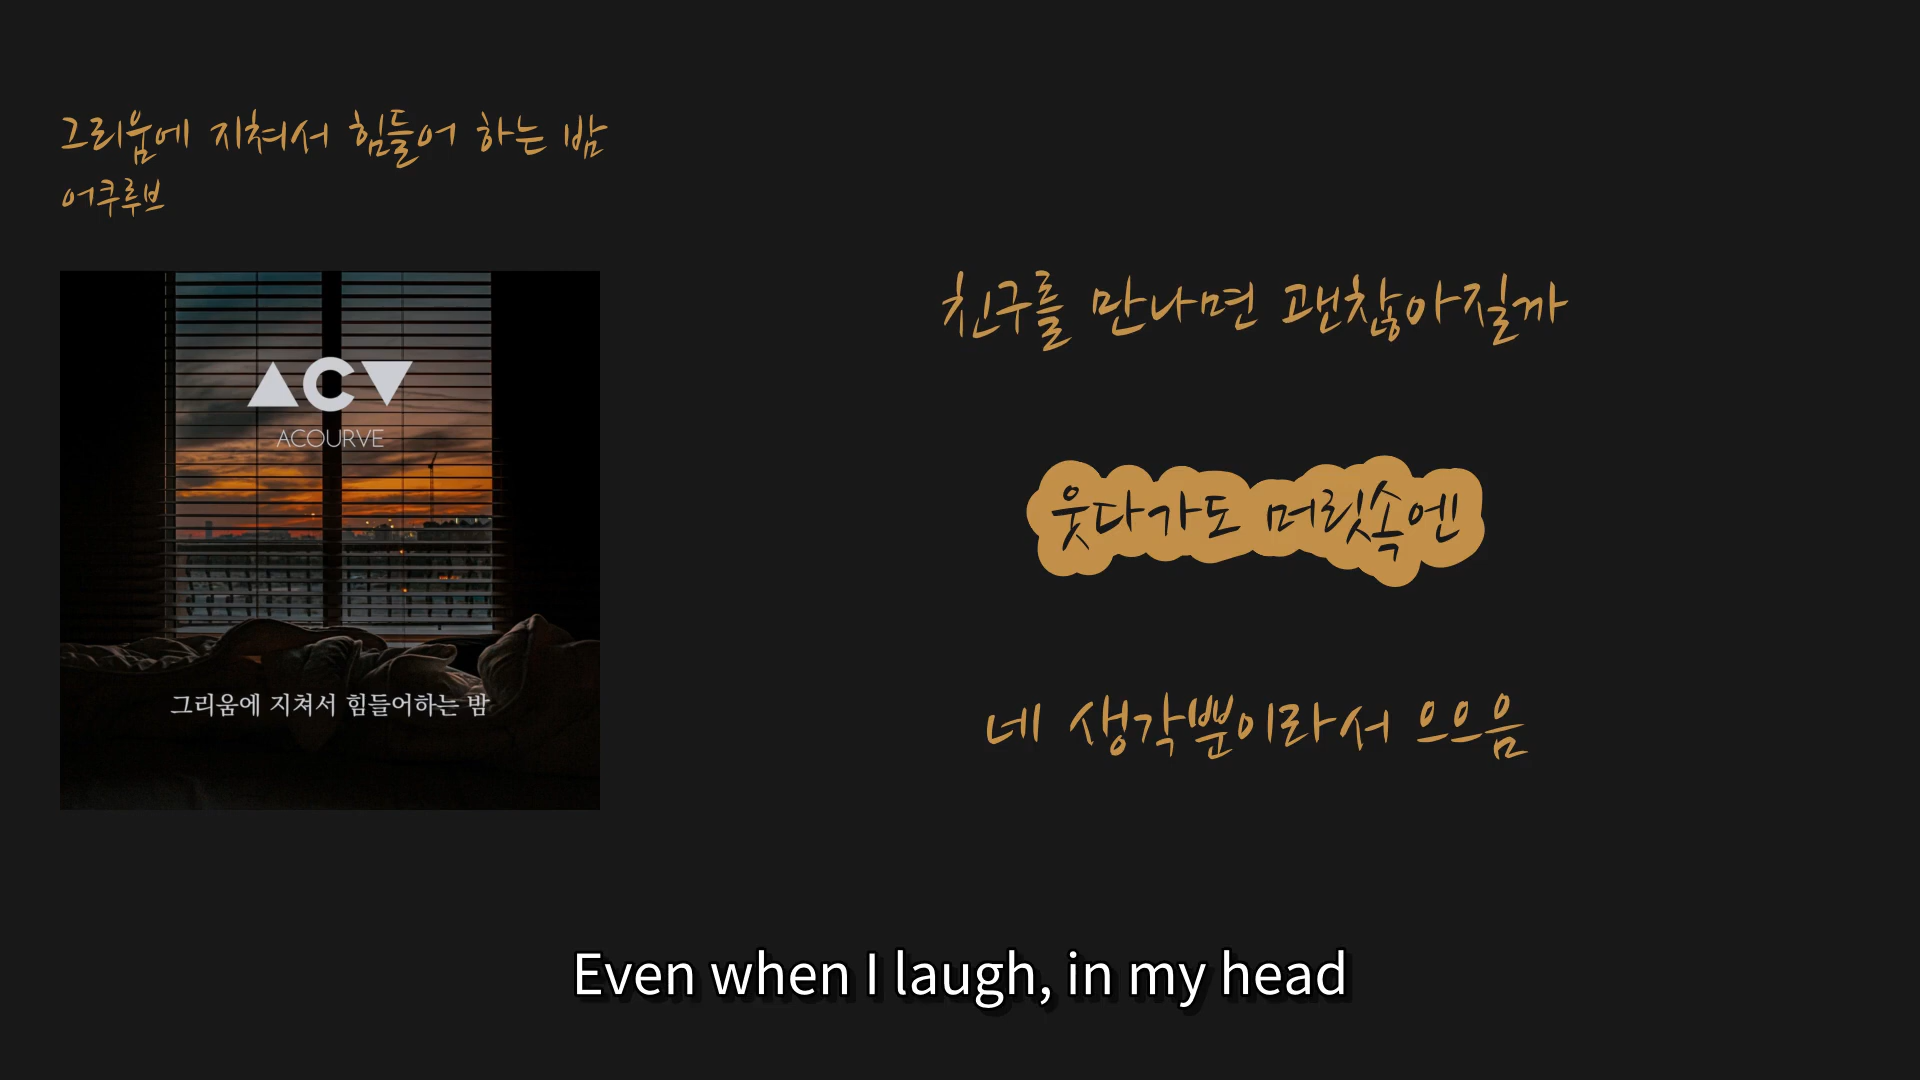 그리움에 지쳐서 힘들어 하는 밤
어쿠루브
ACV
ACOURVE
그리움에 지쳐서 힘들어하는 밤
친구를 만나면 괜찮아질까
웃다가도 머릿속엔
네 생각뿐이라서 으으음
Even when I laugh, in my head